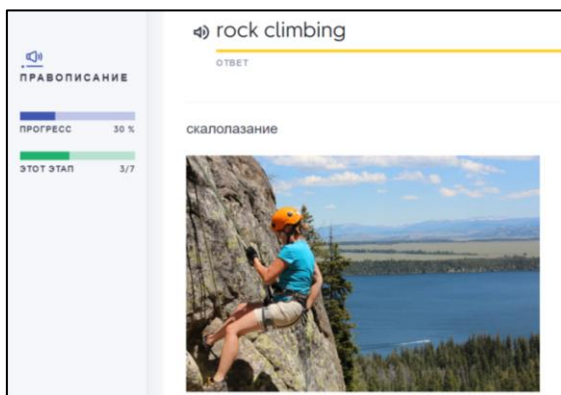 rock climbing
ОТВЕТ
ПРАВОПИСАНИЕ
ПРОГРЕСС 30 %
ЭТОТ ЭТАП 3/7
скалолазание